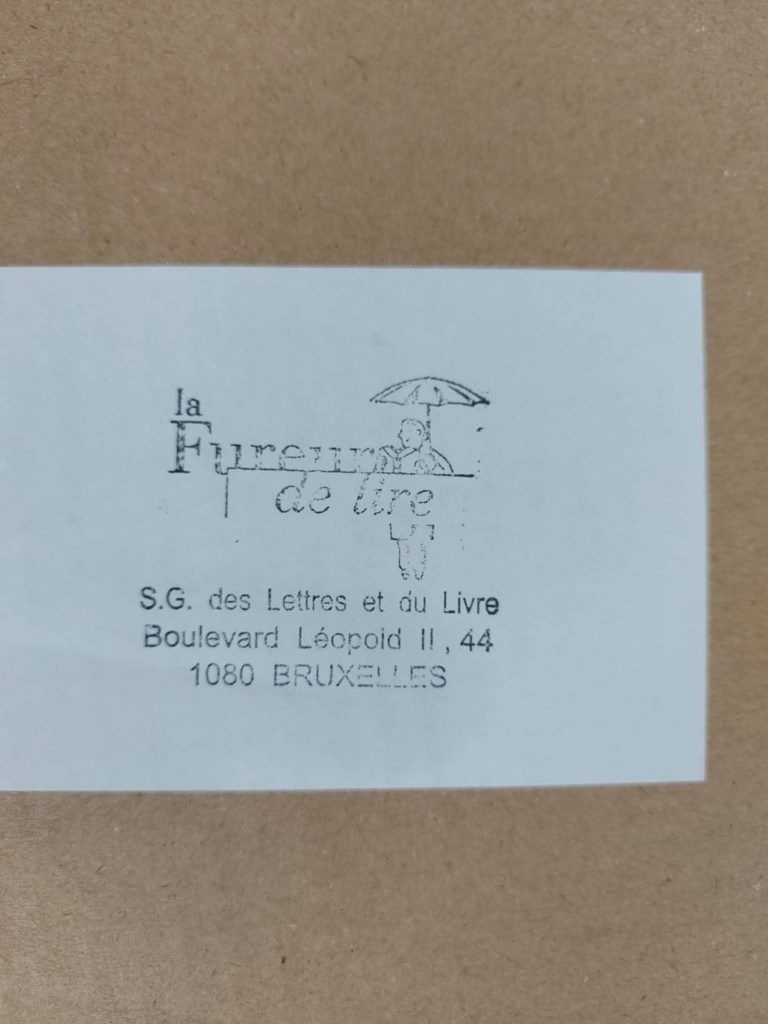 la
Fureur
de lire
S.G. des Lettres et du Livre
Boulevard Léopold II, 44
1080 BRUXELLES